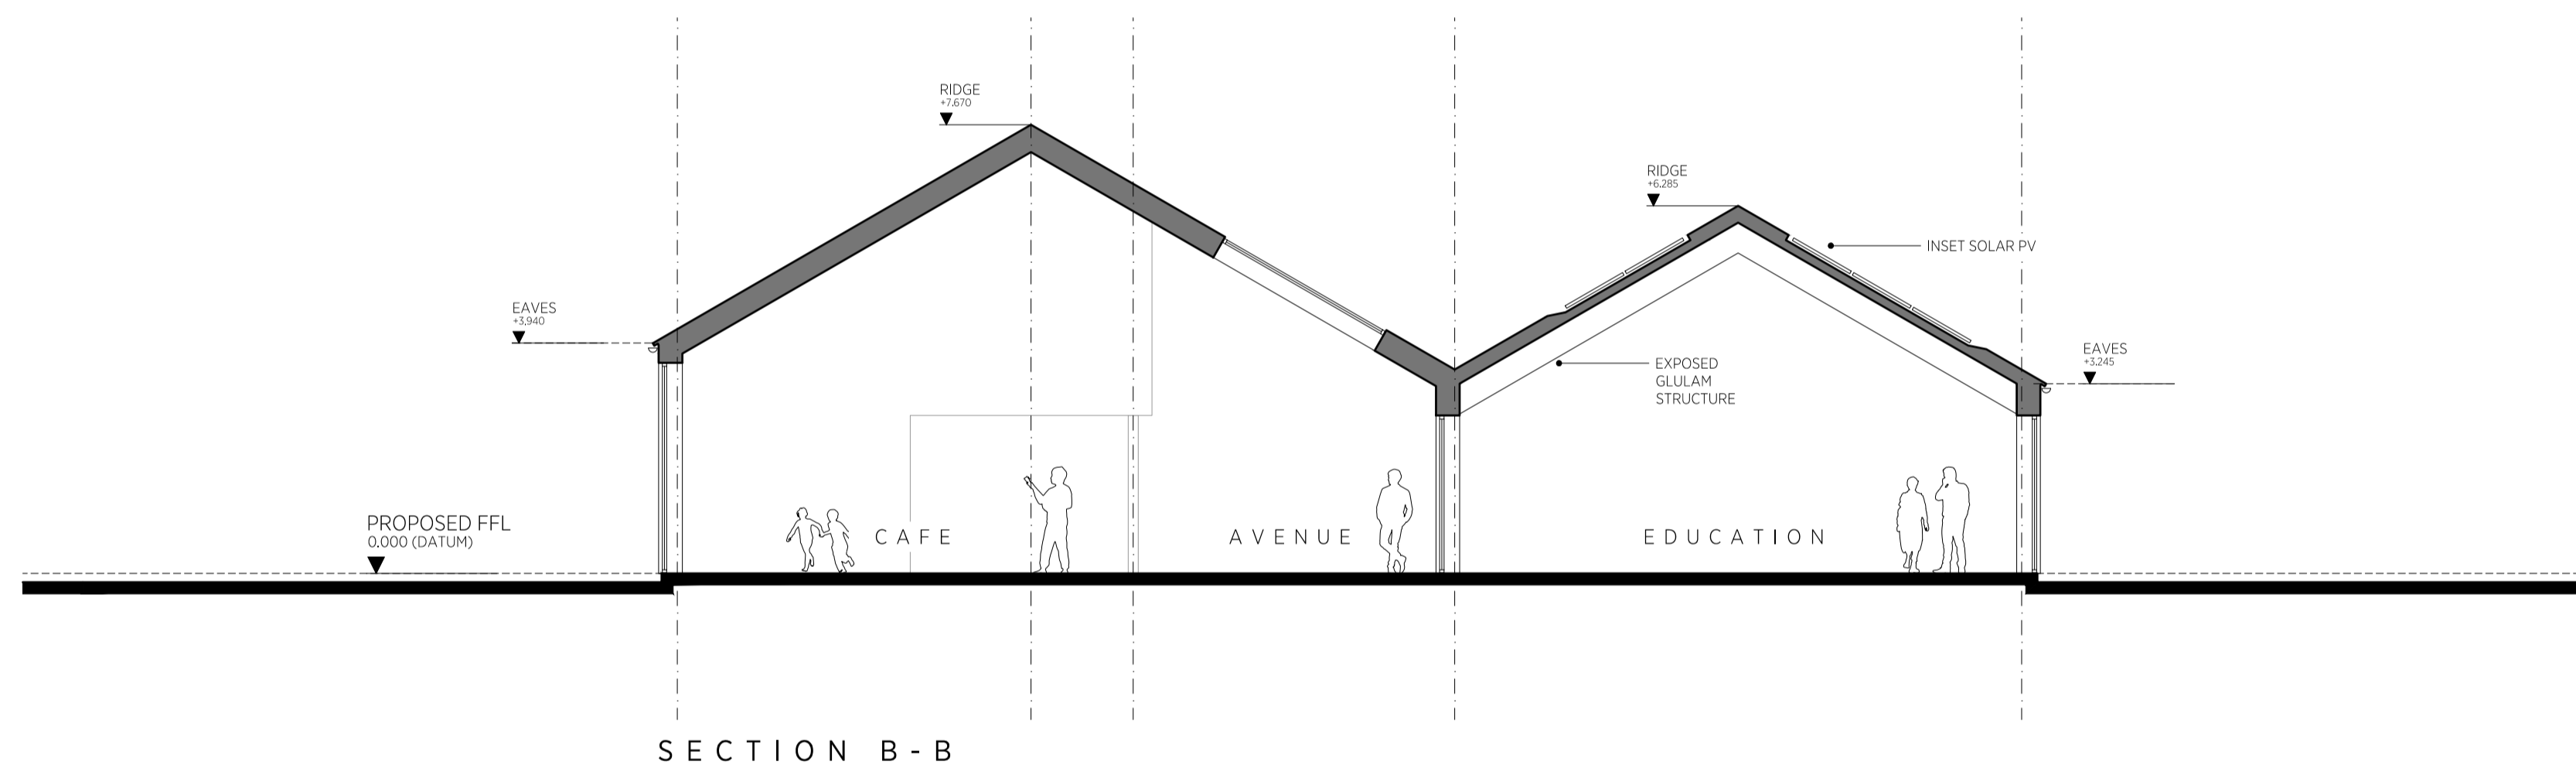 RIDGE
+7.670
RIDGE
+6.285
INSET SOLAR PV
EAVES
+3.940
EAVES
+3.245
EXPOSED
GLULAM
STRUCTURE
PROPOSED FFL
0.000 (DATUM)
CAFE
AVENUE
EDUCATION
SECTION B-B